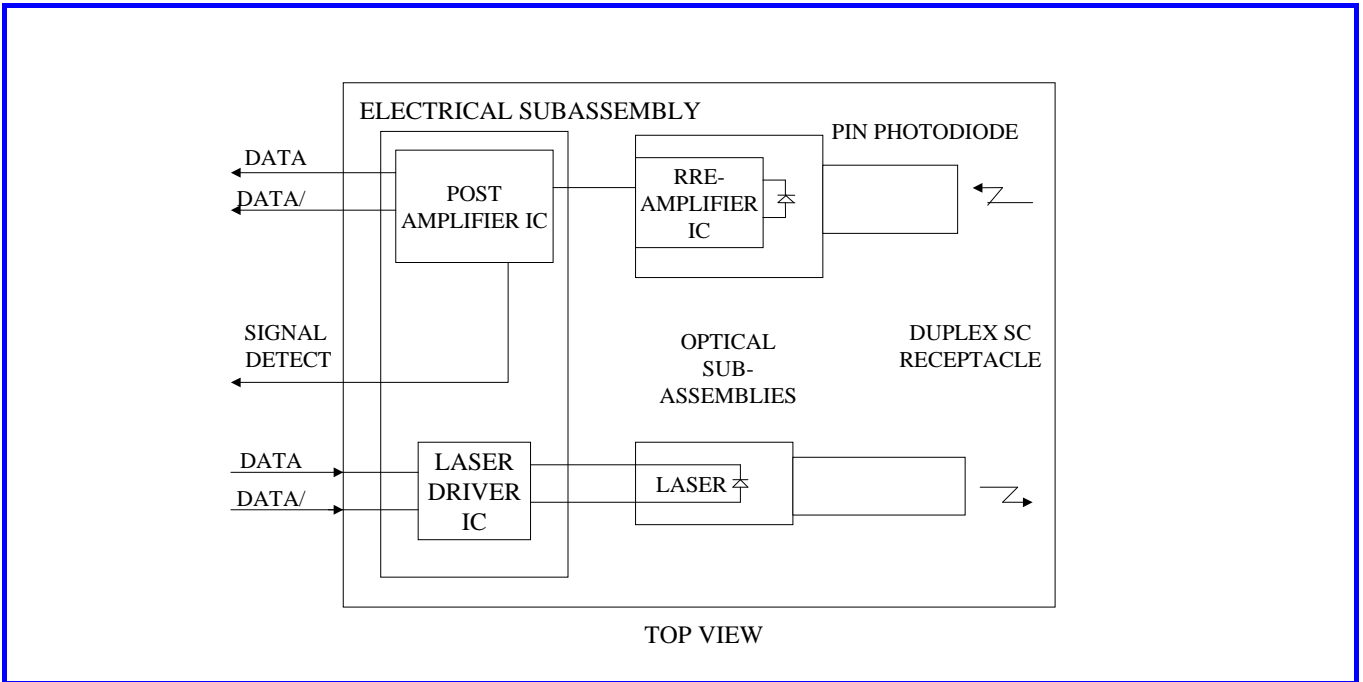 ELECTRICAL SUBASSEMBLY
PIN PHOTODIODE
DATA
DATA/
POST
AMPLIFIER IC
RRE-
AMPLIFIER
IC
SIGNAL
DETECT
OPTICAL
SUB-
ASSEMBLIES
DUPLEX SC
RECEPTACLE
DATA
DATA/
LASER
DRIVER
IC
LASER
TOP VIEW